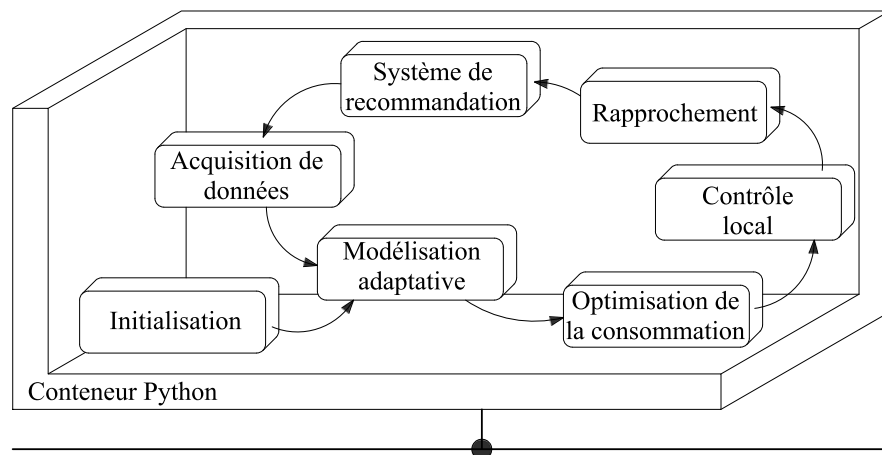 Système de
recommandation
Rapprochement
Acquisition de
données
Contrôle
local
Modélisation
adaptative
Initialisation
Optimisation de
la consommation
Conteneur Python